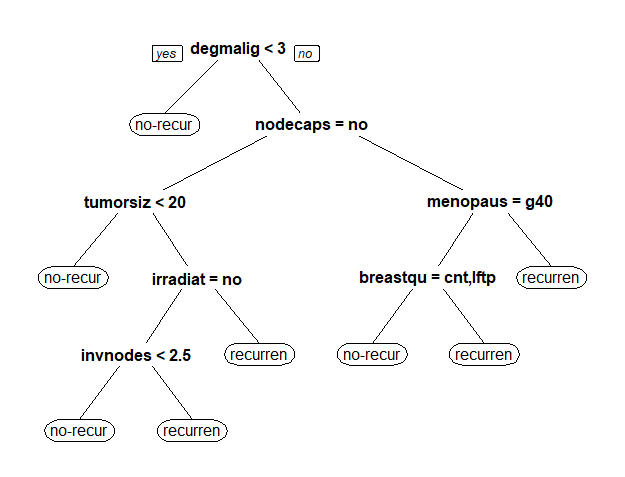 yes degmalig < 3 no
no-recur nodecaps = no
tumorsiz < 20 menopaus = g40
no-recur irradiat = no breastqu = cnt,lftp recurren
invnodes < 2.5 recurren no-recur recurren
no-recur recurren